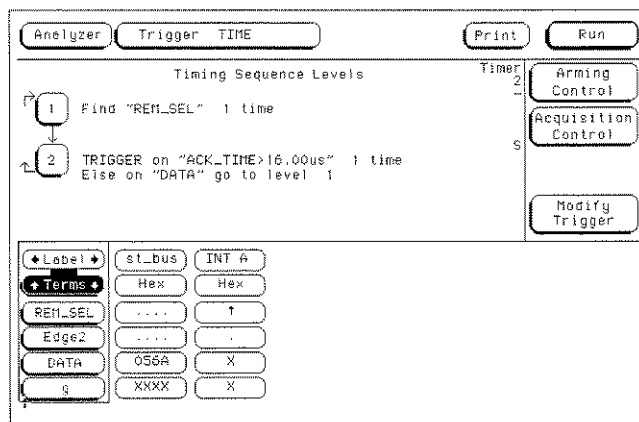 Analyzer Trigger TIME Print Run
Timing Sequence Levels
Timer
2
S
Arming
Control
Acquisition
Control
Modify
Trigger
1 Find "REM_SEL" 1 time
2 TRIGGER on "ACK_TIME>16.00us" 1 time
Else on "DATA" go to level 1
Label st_bus INT A
Terms Hex Hex
REM_SEL .... ↑
Edge2 .... .
DATA X
g XXXX X